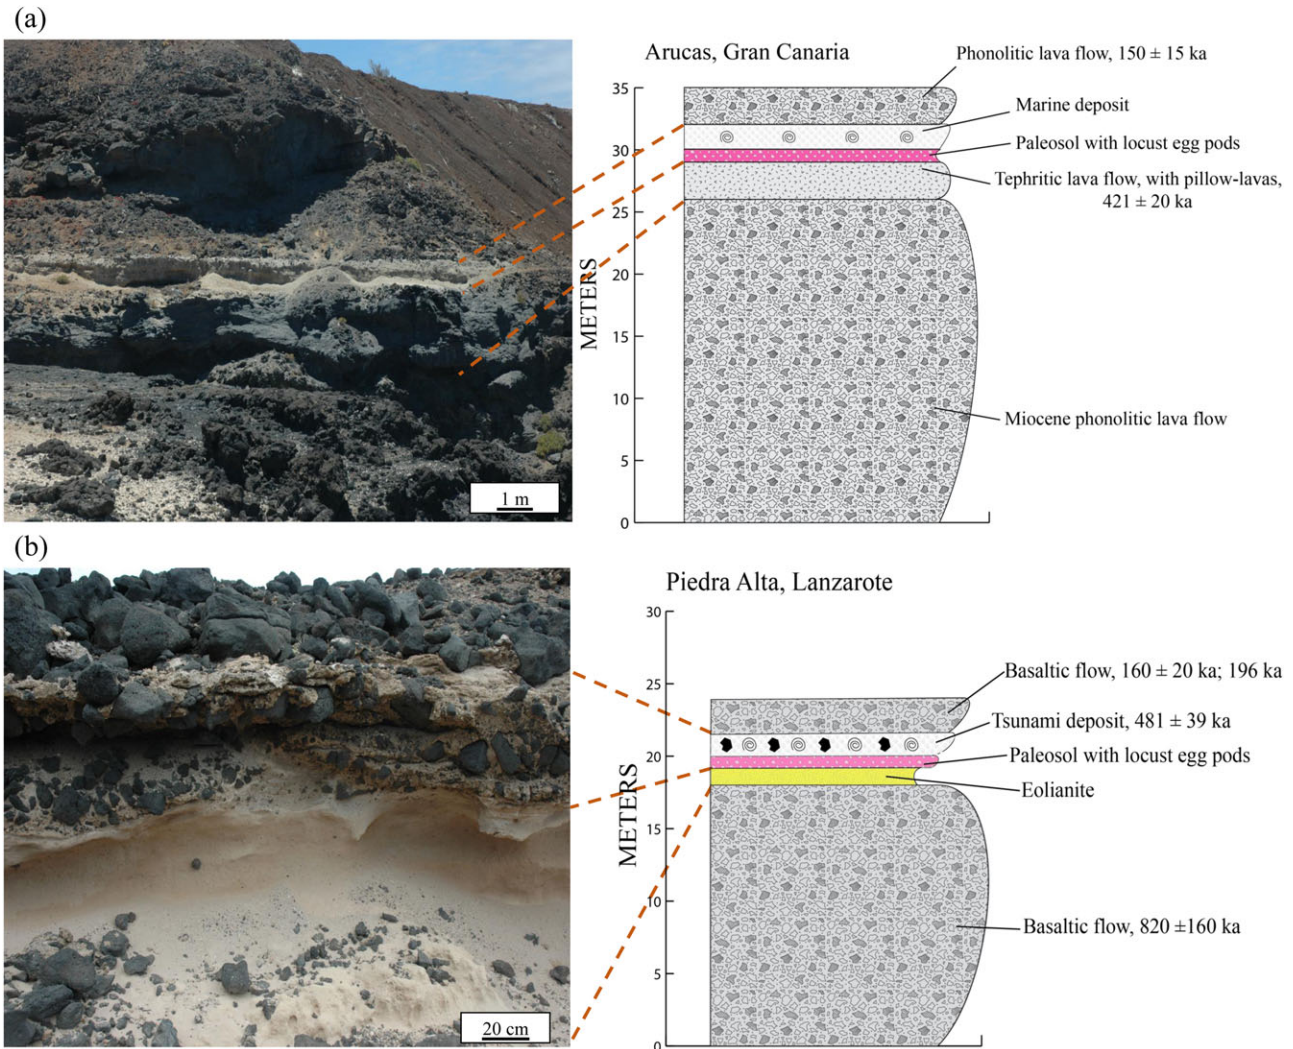 (a)
Arucas, Gran Canaria
Phonolitic lava flow, 150 ± 15 ka
Marine deposit
Paleosol with locust egg pods
Tephritic lava flow, with pillow-lavas,
421 ± 20 ka
Miocene phonolitic lava flow
METERS
35
30
25
20
15
10
5
0
1 m
(b)
Piedra Alta, Lanzarote
Basaltic flow, 160 ± 20 ka; 196 ka
Tsunami deposit, 481 ± 39 ka
Paleosol with locust egg pods
Eolianite
Basaltic flow, 820 ±160 ka
METERS
30
25
20
15
10
5
0
20 cm